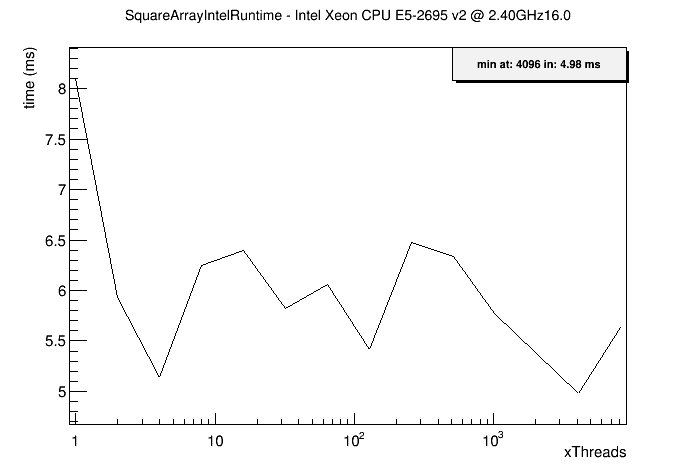 SquareArrayIntelRuntime - Intel Xeon CPU E5-2695 v2 @ 2.40GHz16.0
time (ms)
min at: 4096 in: 4.98 ms
8
7.5
7
6.5
6
5.5
5
1 10 10² 10³
xThreads